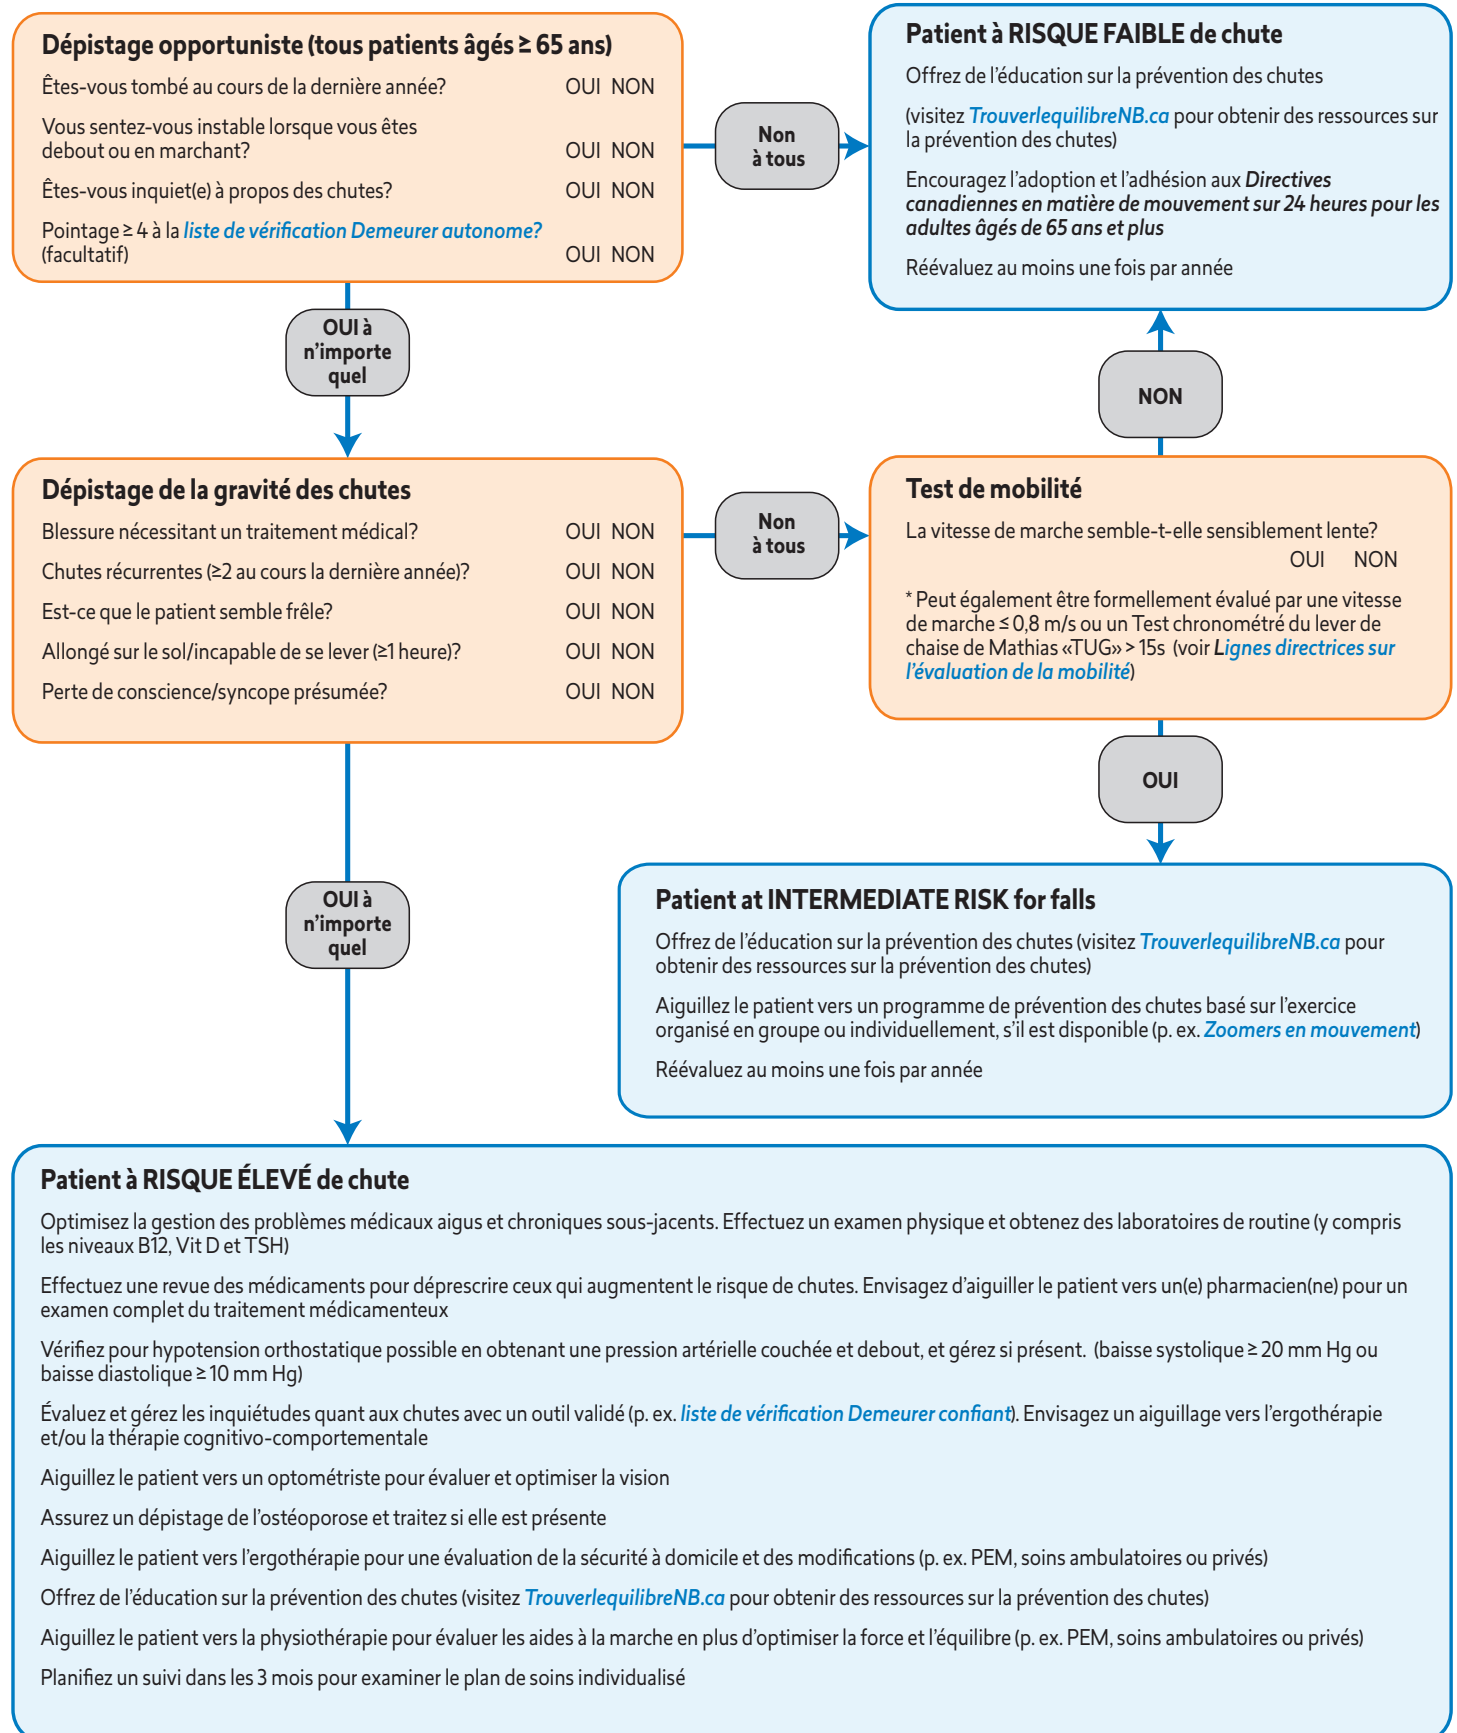 Dépistage opportuniste (tous patients âgés ≥ 65 ans)
Êtes-vous tombé au cours de la dernière année? OUI NON
Vous sentez-vous instable lorsque vous êtes
debout ou en marchant? OUI NON
Êtes-vous inquiet(e) à propos des chutes? OUI NON
Pointage ≥ 4 à la liste de vérification Demeurer autonome?
(facultatif) OUI NON
Non
à tous
Patient à RISQUE FAIBLE de chute
Offrez de l'éducation sur la prévention des chutes
(visitez TrouverlequilibreNB.ca pour obtenir des ressources sur
la prévention des chutes)
Encouragez l'adoption et l'adhésion aux Directives
canadiennes en matière de mouvement sur 24 heures pour les
adultes âgés de 65 ans et plus
Réévaluez au moins une fois par année
OUI à
n'importe
quel
NON
Dépistage de la gravité des chutes
Blessure nécessitant un traitement médical? OUI NON
Chutes récurrentes (≥2 au cours la dernière année)? OUI NON
Est-ce que le patient semble frêle? OUI NON
Allongé sur le sol/incapable de se lever (≥1 heure)? OUI NON
Perte de conscience/syncope présumée? OUI NON
Non
à tous
Test de mobilité
La vitesse de marche semble-t-elle sensiblement lente?
OUI NON
* Peut également être formellement évalué par une vitesse
de marche ≤ 0,8 m/s ou un Test chronométré du lever de
chaise de Mathias «TUG» > 15s (voir Lignes directrices sur
l'évaluation de la mobilité)
OUI
OUI à
n'importe
quel
Patient at INTERMEDIATE RISK for falls
Offrez de l'éducation sur la prévention des chutes (visitez TrouverlequilibreNB.ca pour
obtenir des ressources sur la prévention des chutes)
Aiguillez le patient vers un programme de prévention des chutes basé sur l'exercice
organisé en groupe ou individuellement, s'il est disponible (p. ex. Zoomers en mouvement)
Réévaluez au moins une fois par année
Patient à RISQUE ÉLEVÉ de chute
Optimisez la gestion des problèmes médicaux aigus et chroniques sous-jacents. Effectuez un examen physique et obtenez des laboratoires de routine (y compris
les niveaux B12, Vit D et TSH)
Effectuez une revue des médicaments pour déprescrire ceux qui augmentent le risque de chutes. Envisagez d'aiguiller le patient vers un(e) pharmacien(ne) pour un
examen complet du traitement médicamenteux
Vérifiez pour hypotension orthostatique possible en obtenant une pression artérielle couchée et debout, et gérez si présent. (baisse systolique ≥ 20 mm Hg ou
baisse diastolique ≥ 10 mm Hg)
Évaluez et gérez les inquiétudes quant aux chutes avec un outil validé (p. ex. liste de vérification Demeurer confiant). Envisagez un aiguillage vers l'ergothérapie
et/ou la thérapie cognitivo-comportementale
Aiguillez le patient vers un optométriste pour évaluer et optimiser la vision
Assurez un dépistage de l'ostéoporose et traitez si elle est présente
Aiguillez le patient vers l'ergothérapie pour une évaluation de la sécurité à domicile et des modifications (p. ex. PEM, soins ambulatoires ou privés)
Offrez de l'éducation sur la prévention des chutes (visitez TrouverlequilibreNB.ca pour obtenir des ressources sur la prévention des chutes)
Aiguillez le patient vers la physiothérapie pour évaluer les aides à la marche en plus d'optimiser la force et l'équilibre (p. ex. PEM, soins ambulatoires ou privés)
Planifiez un suivi dans les 3 mois pour examiner le plan de soins individualisé